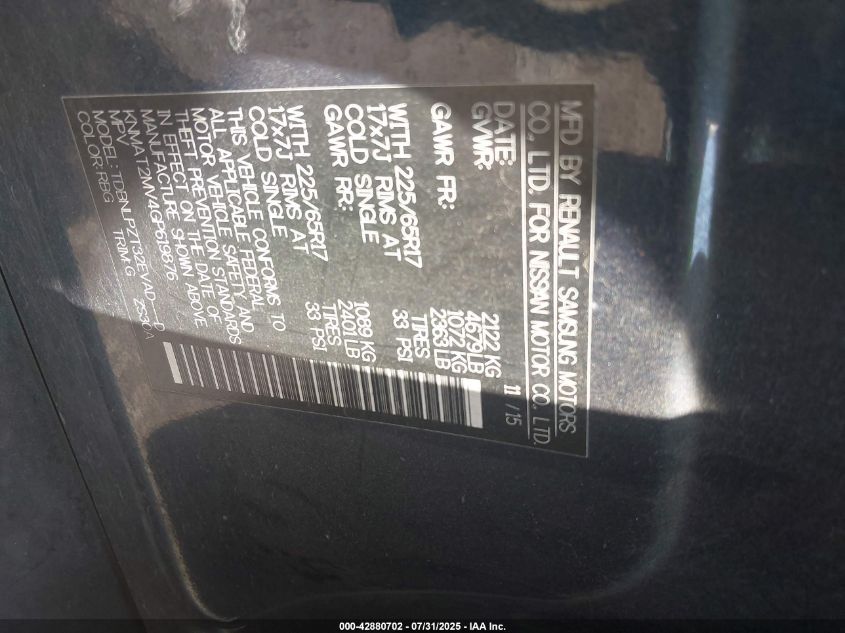 MFD BY RENAULT SAMSUNG MOTORS
CO., LTD. FOR NISSAN MOTOR CO. LTD.
DATE: 11 / 15
GVWR: 2122 KG
4679 LB
GAWR FR: 1072 KG
2363 LB
WITH 225/65R17 TIRES
17x7J RIMS AT 33 PSI
COLD SINGLE
GAWR RR: 1089 KG
2401 LB
WITH 225/65R17 TIRES
17x7J RIMS AT 33 PSI
COLD SINGLE
THIS VEHICLE CONFORMS TO
ALL APPLICABLE FEDERAL
MOTOR VEHICLE SAFETY AND
THEFT PREVENTION STANDARDS
IN EFFECT ON THE DATE OF
MANUFACTURE SHOWN ABOVE
KNMAT2MV4GP619876
MPV
MODEL: TDBNLPZT32EVAD---D
COLOR: RBG TRIM: G
000-42880702 - 07/31/2025 - IAA Inc.